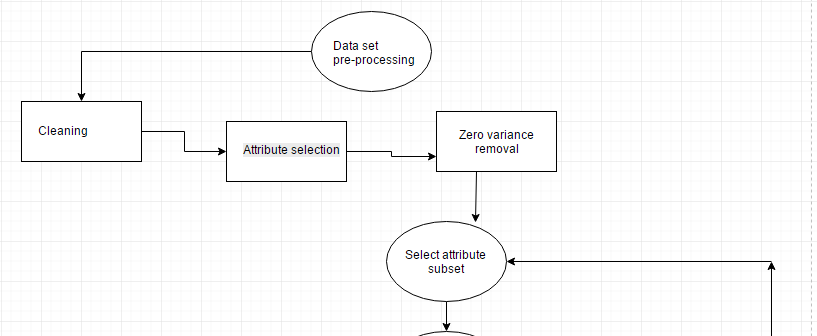 Data set
pre-processing
Cleaning
Attribute selection
Zero variance
removal
Select attribute
subset